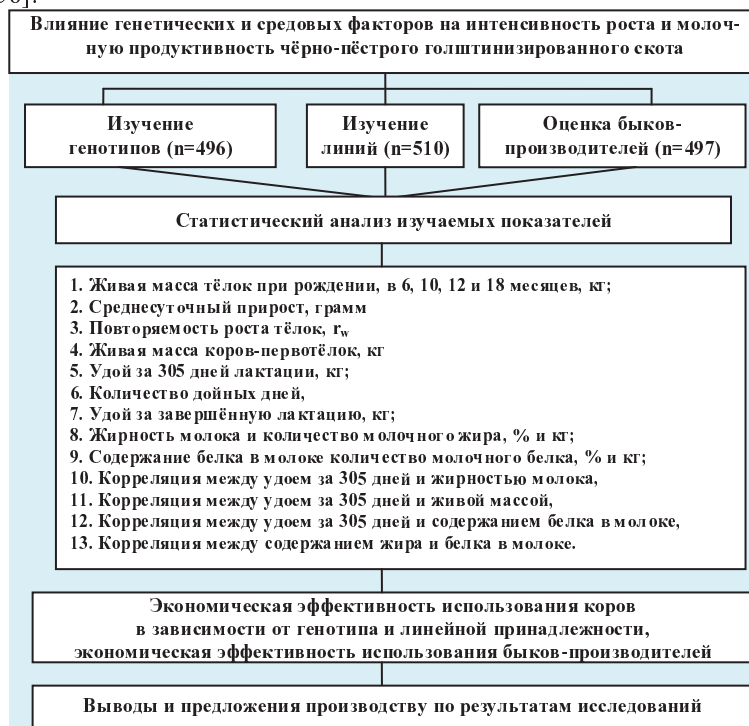 Влияние генетических и средовых факторов на интенсивность роста и молоч-
ную продуктивность чёрно-пёстрого голштинизированного скота
Изучение
генотипов (n=496)
Изучение
линий (n=510)
Оценка быков-
производителей (n=497)
Статистический анализ изучаемых показателей
1. Живая масса тёлок при рождении, в 6, 10, 12 и 18 месяцев, кг;
2. Среднесуточный прирост, грамм
3. Повторяемость роста тёлок, rw
4. Живая масса коров-первотёлок, кг
5. Удой за 305 дней лактации, кг;
6. Количество дойных дней,
7. Удой за завершённую лактацию, кг;
8. Жирность молока и количество молочного жира, % и кг;
9. Содержание белка в молоке количество молочного белка, % и кг;
10. Корреляция между удоем за 305 дней и жирностью молока,
11. Корреляция между удоем за 305 дней и живой массой,
12. Корреляция между удоем за 305 дней и содержанием белка в молоке,
13. Корреляция между содержанием жира и белка в молоке.
Экономическая эффективность использования коров
в зависимости от генотипа и линейной принадлежности,
экономическая эффективность использования быков-производителей
Выводы и предложения производству по результатам исследований